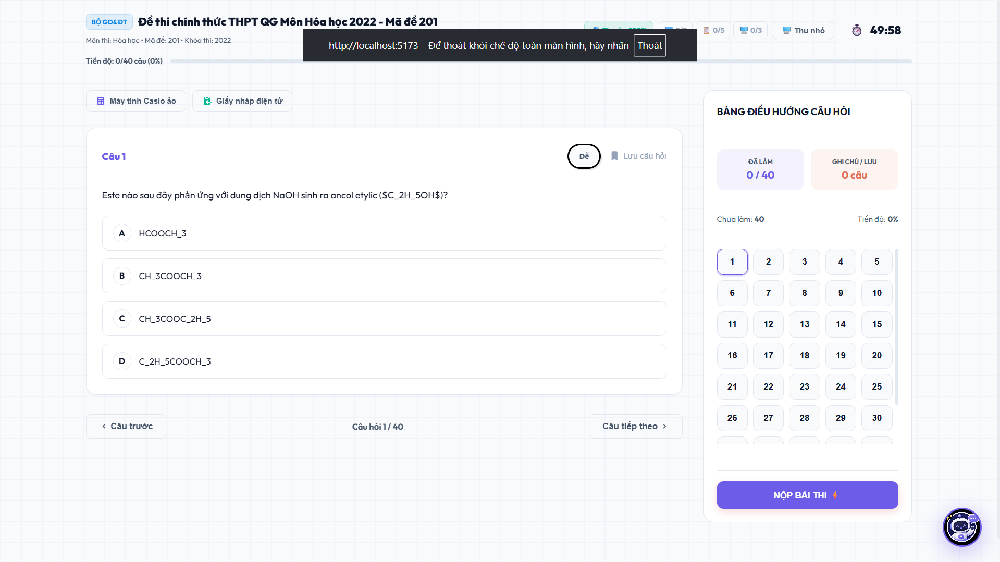 BỘ GD&ĐT Đề thi chính thức THPT QG Môn Hóa học 2022 - Mã đề 201
Môn thi: Hóa học • Mã đề: 201 • Khóa thi: 2022
0/5
0/3
Thu nhỏ
49:58
http://localhost:5173 – Để thoát khỏi chế độ toàn màn hình, hãy nhấn Thoát
Tiến độ: 0/40 câu (0%)
Máy tính Casio ảo
Giấy nháp điện tử
Câu 1
Dễ
Lưu câu hỏi
Este nào sau đây phản ứng với dung dịch NaOH sinh ra ancol etylic ($C_2H_5OH$)?
A HCOOCH_3
B CH_3COOCH_3
C CH_3COOC_2H_5
D C_2H_5COOCH_3
‹ Câu trước
Câu hỏi 1 / 40
Câu tiếp theo ›
BẢNG ĐIỀU HƯỚNG CÂU HỎI
ĐÃ LÀM
0 / 40
GHI CHÚ / LƯU
0 câu
Chưa làm: 40
Tiến độ: 0%
1 2 3 4 5
6 7 8 9 10
11 12 13 14 15
16 17 18 19 20
21 22 23 24 25
26 27 28 29 30
NỘP BÀI THI